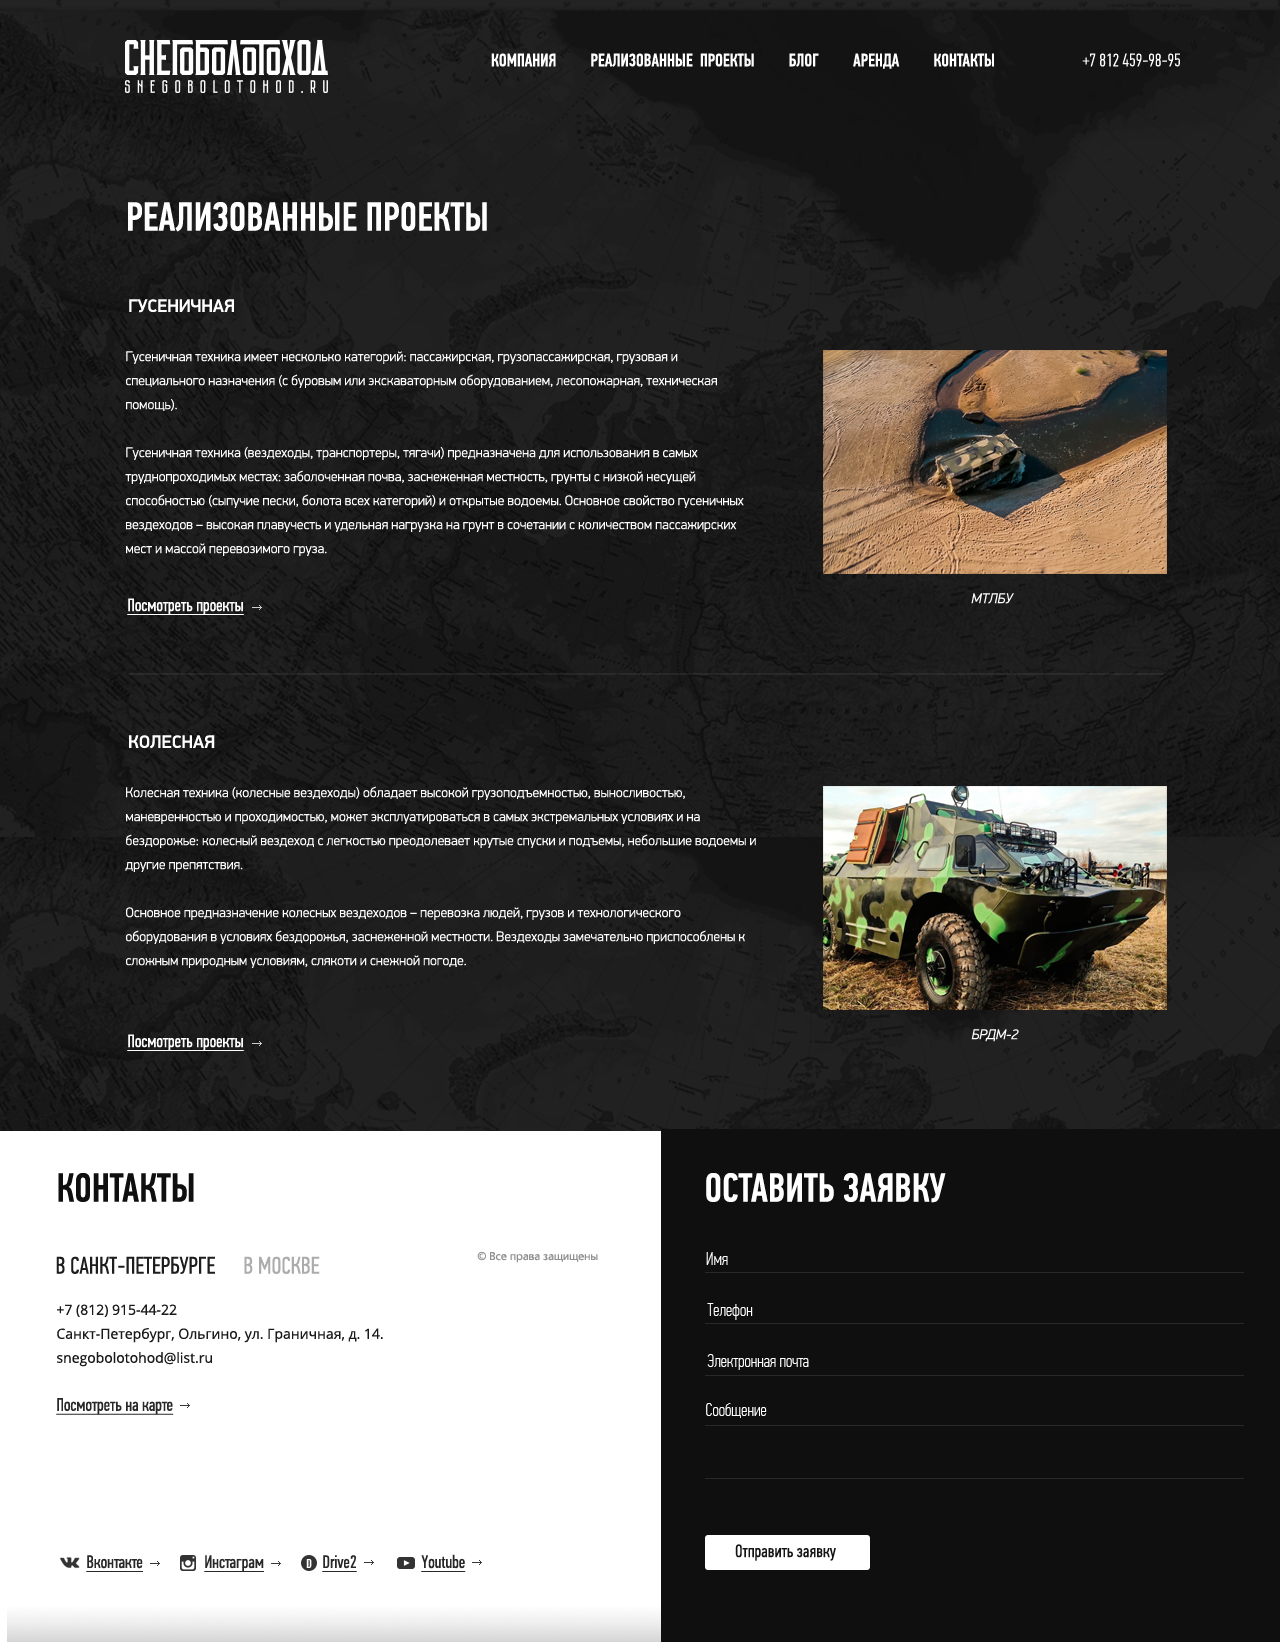 СНЕГОБОЛОТОХОД
SNEGOBOLOTOHOD.RU
КОМПАНИЯ РЕАЛИЗОВАННЫЕ ПРОЕКТЫ БЛОГ АРЕНДА КОНТАКТЫ +7 812 459-98-95
РЕАЛИЗОВАННЫЕ ПРОЕКТЫ
ГУСЕНИЧНАЯ
Гусеничная техника имеет несколько категорий: пассажирская, грузопассажирская, грузовая и
специального назначения (с буровым или экскаваторным оборудованием, лесопожарная, техническая
помощь).
Гусеничная техника (вездеходы, транспортеры, тягачи) предназначена для использования в самых
труднопроходимых местах: заболоченная почва, заснеженная местность, грунты с низкой несущей
способностью (сыпучие пески, болота всех категорий) и открытые водоемы. Основное свойство гусеничных
вездеходов – высокая плавучесть и удельная нагрузка на грунт в сочетании с количеством пассажирских
мест и массой перевозимого груза.
Посмотреть проекты →
МТЛБУ
КОЛЕСНАЯ
Колесная техника (колесные вездеходы) обладает высокой грузоподъемностью, выносливостью,
маневренностью и проходимостью, может эксплуатироваться в самых экстремальных условиях и на
бездорожье: колесный вездеход с легкостью преодолевает крутые спуски и подъемы, небольшие водоемы и
другие препятствия.
Основное предназначение колесных вездеходов – перевозка людей, грузов и технологического
оборудования в условиях бездорожья, заснеженной местности. Вездеходы замечательно приспособлены к
сложным природным условиям, слякоти и снежной погоде.
Посмотреть проекты →
БРДМ-2
КОНТАКТЫ
В САНКТ-ПЕТЕРБУРГЕ В МОСКВЕ
© Все права защищены
+7 (812) 915-44-22
Санкт-Петербург, Ольгино, ул. Граничная, д. 14.
snegobolotohod@list.ru
Посмотреть на карте →
Вконтакте → Инстаграм → Drive2 → Youtube →
ОСТАВИТЬ ЗАЯВКУ
Имя
Телефон
Электронная почта
Сообщение
Отправить заявку